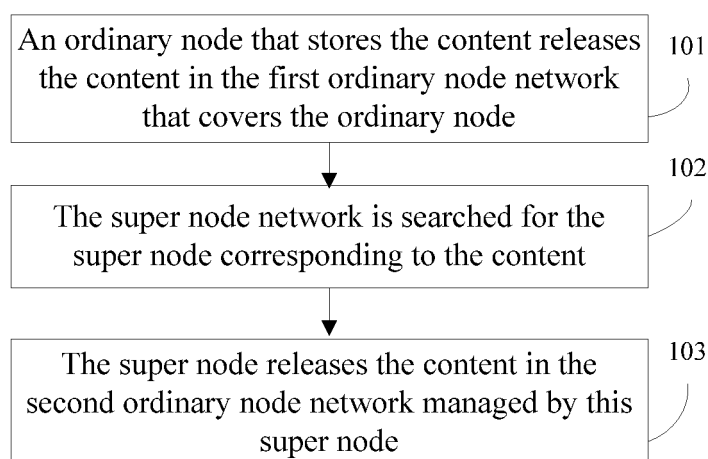 An ordinary node that stores the content releases
the content in the first ordinary node network
that covers the ordinary node
101
The super node network is searched for the
super node corresponding to the content
102
The super node releases the content in the
second ordinary node network managed by this
super node
103